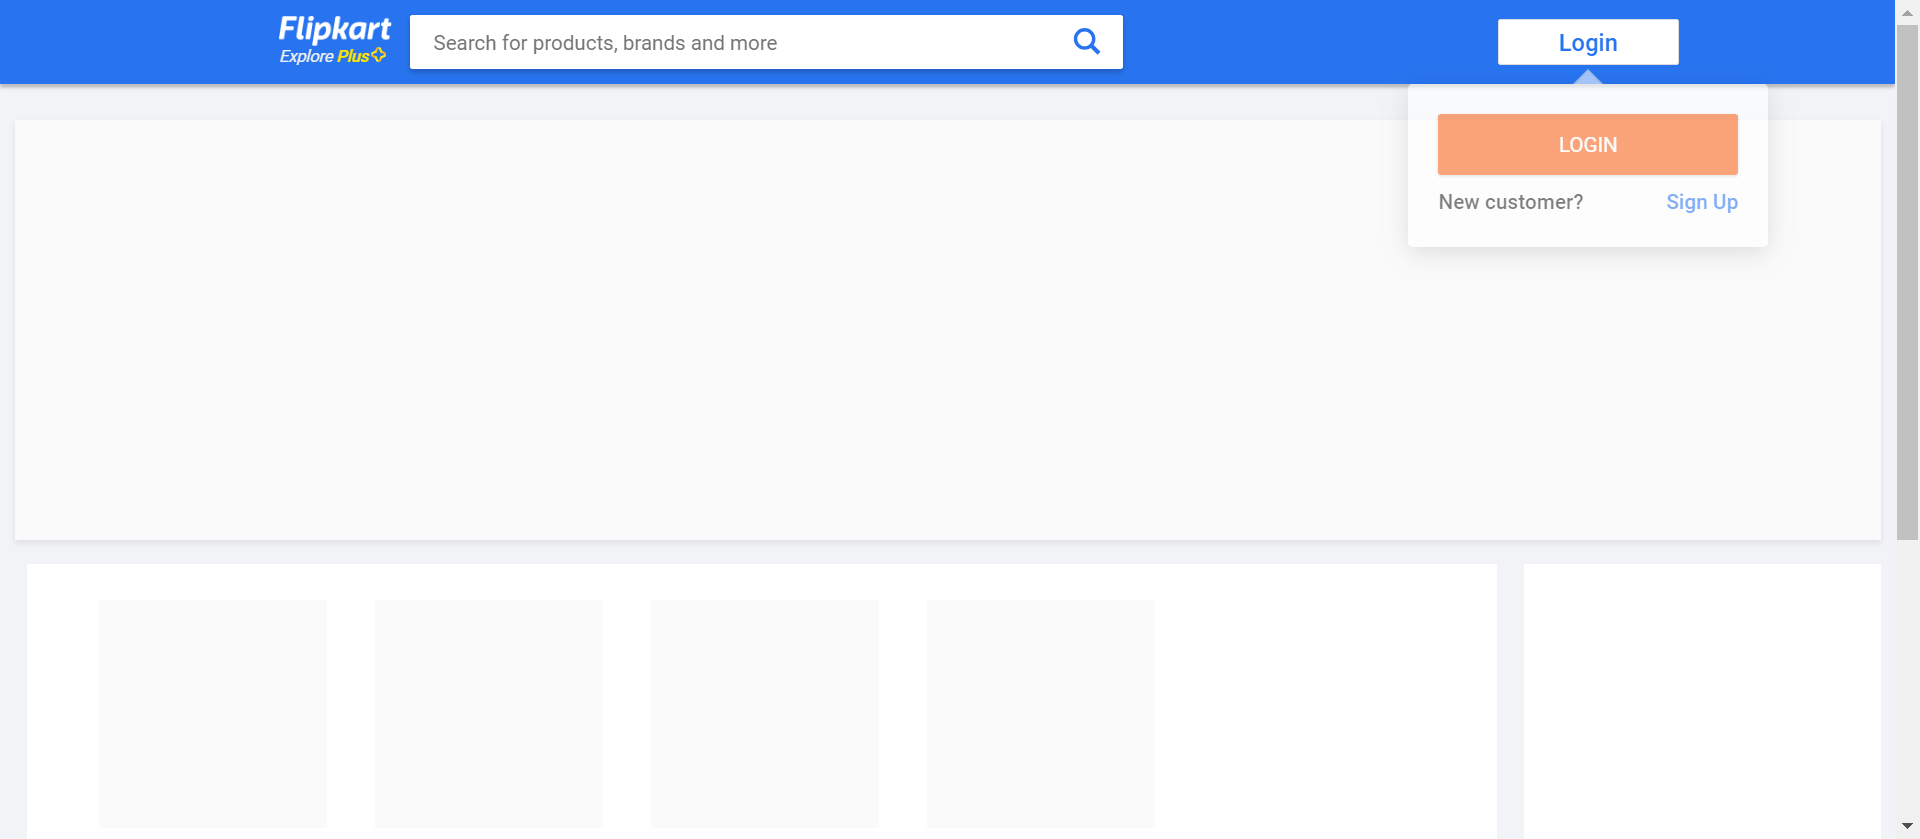 Flipkart
Explore Plus
Search for products, brands and more
Login
LOGIN
New customer? Sign Up